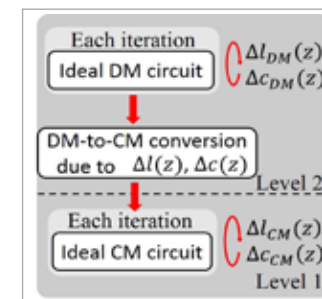 Each iteration
Ideal DM circuit
Δl_DM(z)
Δc_DM(z)
DM-to-CM conversion
due to Δl(z), Δc(z)
Level 2
Each iteration
Ideal CM circuit
Δl_CM(z)
Δc_CM(z)
Level 1